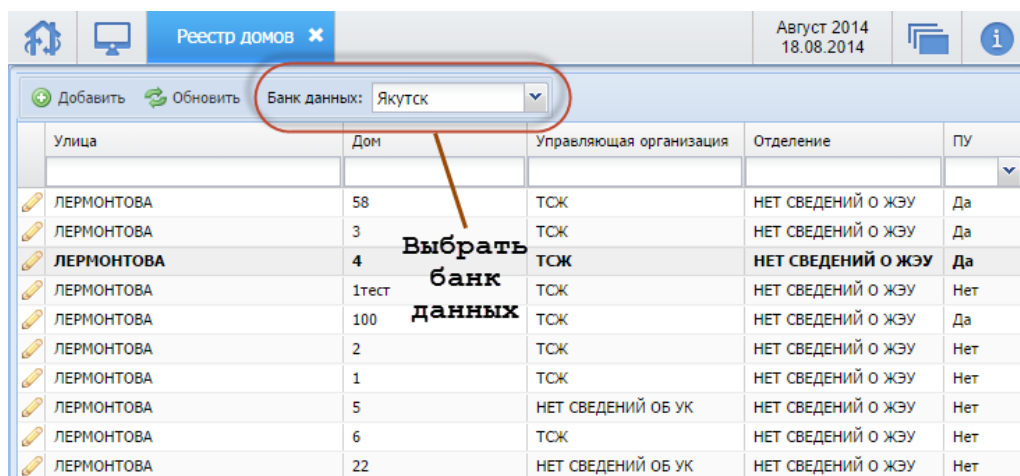 Реестр домов
Август 2014
18.08.2014
Добавить Обновить Банк данных: Якутск
Улица Дом Управляющая организация Отделение ПУ
ЛЕРМОНТОВА 58 ТСЖ НЕТ СВЕДЕНИЙ О ЖЭУ Да
ЛЕРМОНТОВА 3 ТСЖ НЕТ СВЕДЕНИЙ О ЖЭУ Да
ЛЕРМОНТОВА 4 ТСЖ НЕТ СВЕДЕНИЙ О ЖЭУ Да
ЛЕРМОНТОВА 1тест ТСЖ НЕТ СВЕДЕНИЙ О ЖЭУ Нет
ЛЕРМОНТОВА 100 ТСЖ НЕТ СВЕДЕНИЙ О ЖЭУ Да
ЛЕРМОНТОВА 2 ТСЖ НЕТ СВЕДЕНИЙ О ЖЭУ Нет
ЛЕРМОНТОВА 1 ТСЖ НЕТ СВЕДЕНИЙ О ЖЭУ Нет
ЛЕРМОНТОВА 5 НЕТ СВЕДЕНИЙ ОБ УК НЕТ СВЕДЕНИЙ О ЖЭУ Нет
ЛЕРМОНТОВА 6 ТСЖ НЕТ СВЕДЕНИЙ О ЖЭУ Нет
ЛЕРМОНТОВА 22 НЕТ СВЕДЕНИЙ ОБ УК НЕТ СВЕДЕНИЙ О ЖЭУ Нет
Выбрать
банк
данных